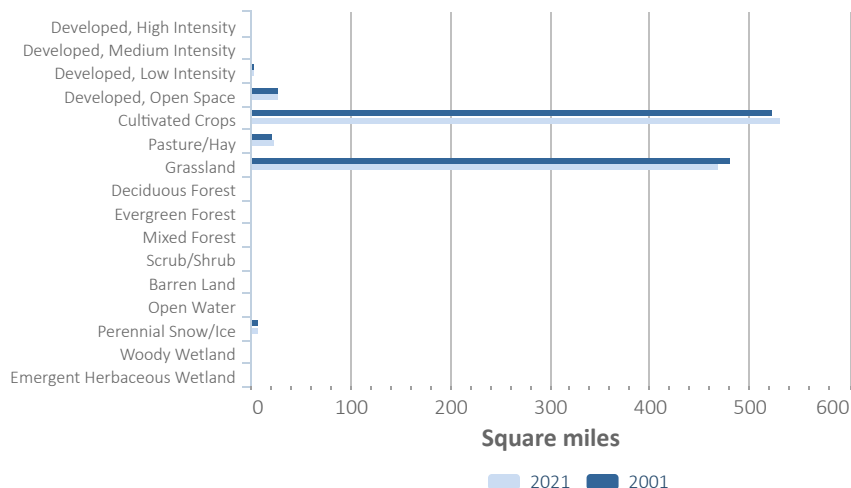 Developed, High Intensity
Developed, Medium Intensity
Developed, Low Intensity
Developed, Open Space
Cultivated Crops
Pasture/Hay
Grassland
Deciduous Forest
Evergreen Forest
Mixed Forest
Scrub/Shrub
Barren Land
Open Water
Perennial Snow/Ice
Woody Wetland
Emergent Herbaceous Wetland
0 100 200 300 400 500 600
Square miles
2021 2001